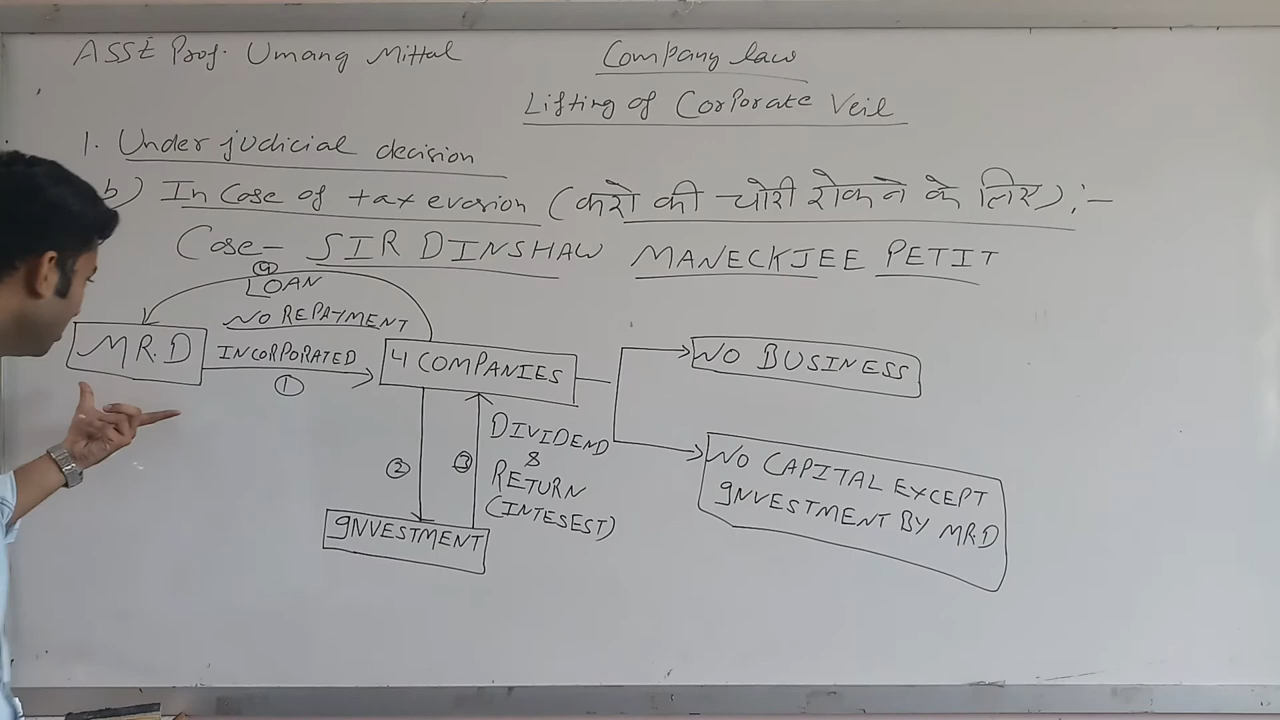 ASST Prof. Umang Mittal
Company law
Lifting of Corporate Veil
1. Under judicial decision
b) In Case of tax evasion (करो की चोरी रोकने के लिए) :-
Case- SIR DINSHAW MANECKJEE PETIT
4
LOAN
NO REPAYMENT
MR. D
INCORPORATED
1
4 COMPANIES
NO BUSINESS
2
3
DIVIDEND
&
RETURN
(INTESEST)
INVESTMENT
NO CAPITAL EXCEPT
INVESTMENT BY MR.D